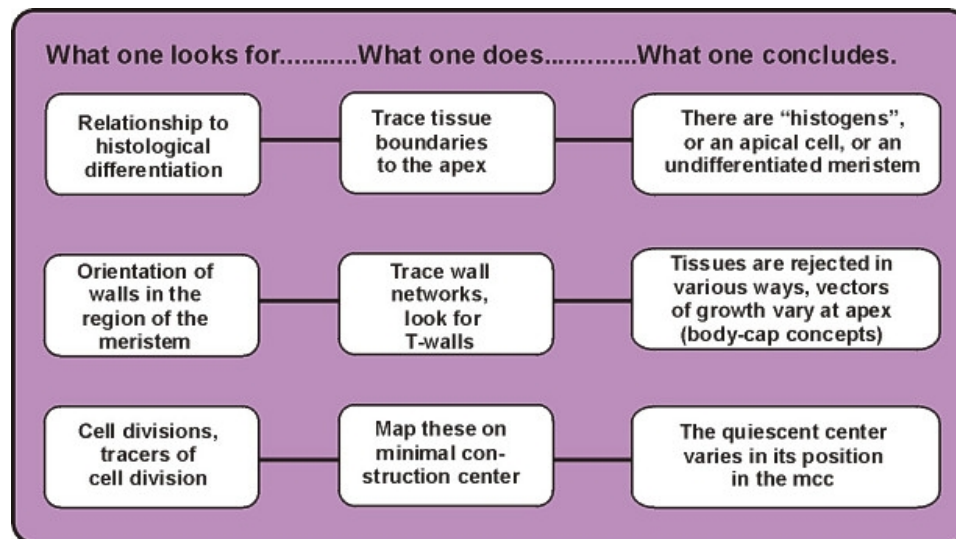 What one looks for...........What one does.............What one concludes.
Relationship to
histological
differentiation
Trace tissue
boundaries
to the apex
There are “histogens”,
or an apical cell, or an
undifferentiated meristem
Orientation of
walls in the
region of the
meristem
Trace wall
networks,
look for
T-walls
Tissues are rejected in
various ways, vectors
of growth vary at apex
(body-cap concepts)
Cell divisions,
tracers of
cell division
Map these on
minimal con-
struction center
The quiescent center
varies in its position
in the mcc